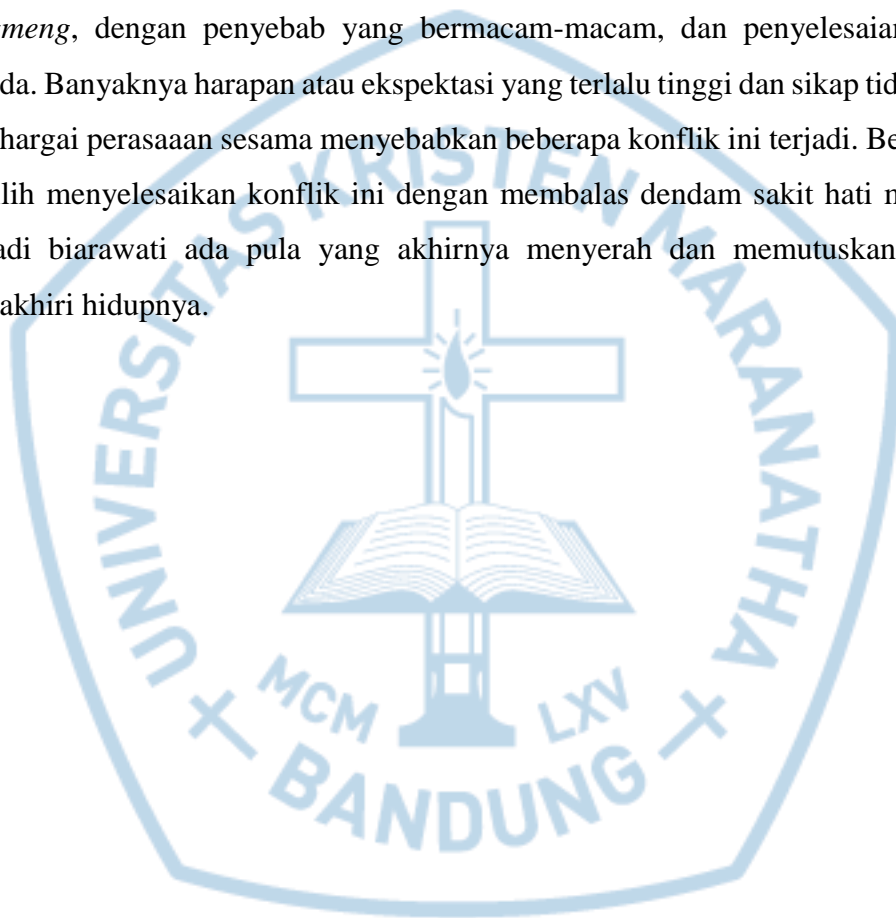 emeng, dengan penyebab yang bermacam-macam, dan penyelesaian
da. Banyaknya harapan atau ekspektasi yang terlalu tinggi dan sikap tid
hargai perasaaan sesama menyebabkan beberapa konflik ini terjadi. Be
lih menyelesaikan konflik ini dengan membalas dendam sakit hati m
adi biarawati ada pula yang akhirnya menyerah dan memutuskan
akhiri hidupnya.
UNIVERSITAS KRISTEN MARANATHA
MCM LXV
BANDUNG